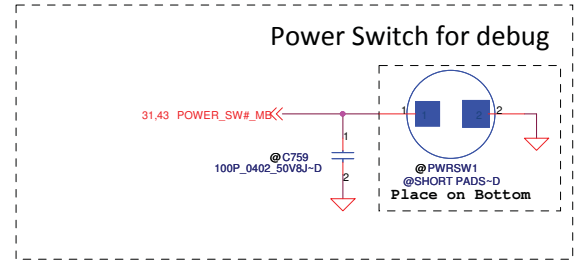 Power Switch for debug
31,43 POWER_SW#_MB
1
1
2
2
1
@C759
100P_0402_50V8J~D
2
@PWRSW1
@SHORT PADS~D
Place on Bottom